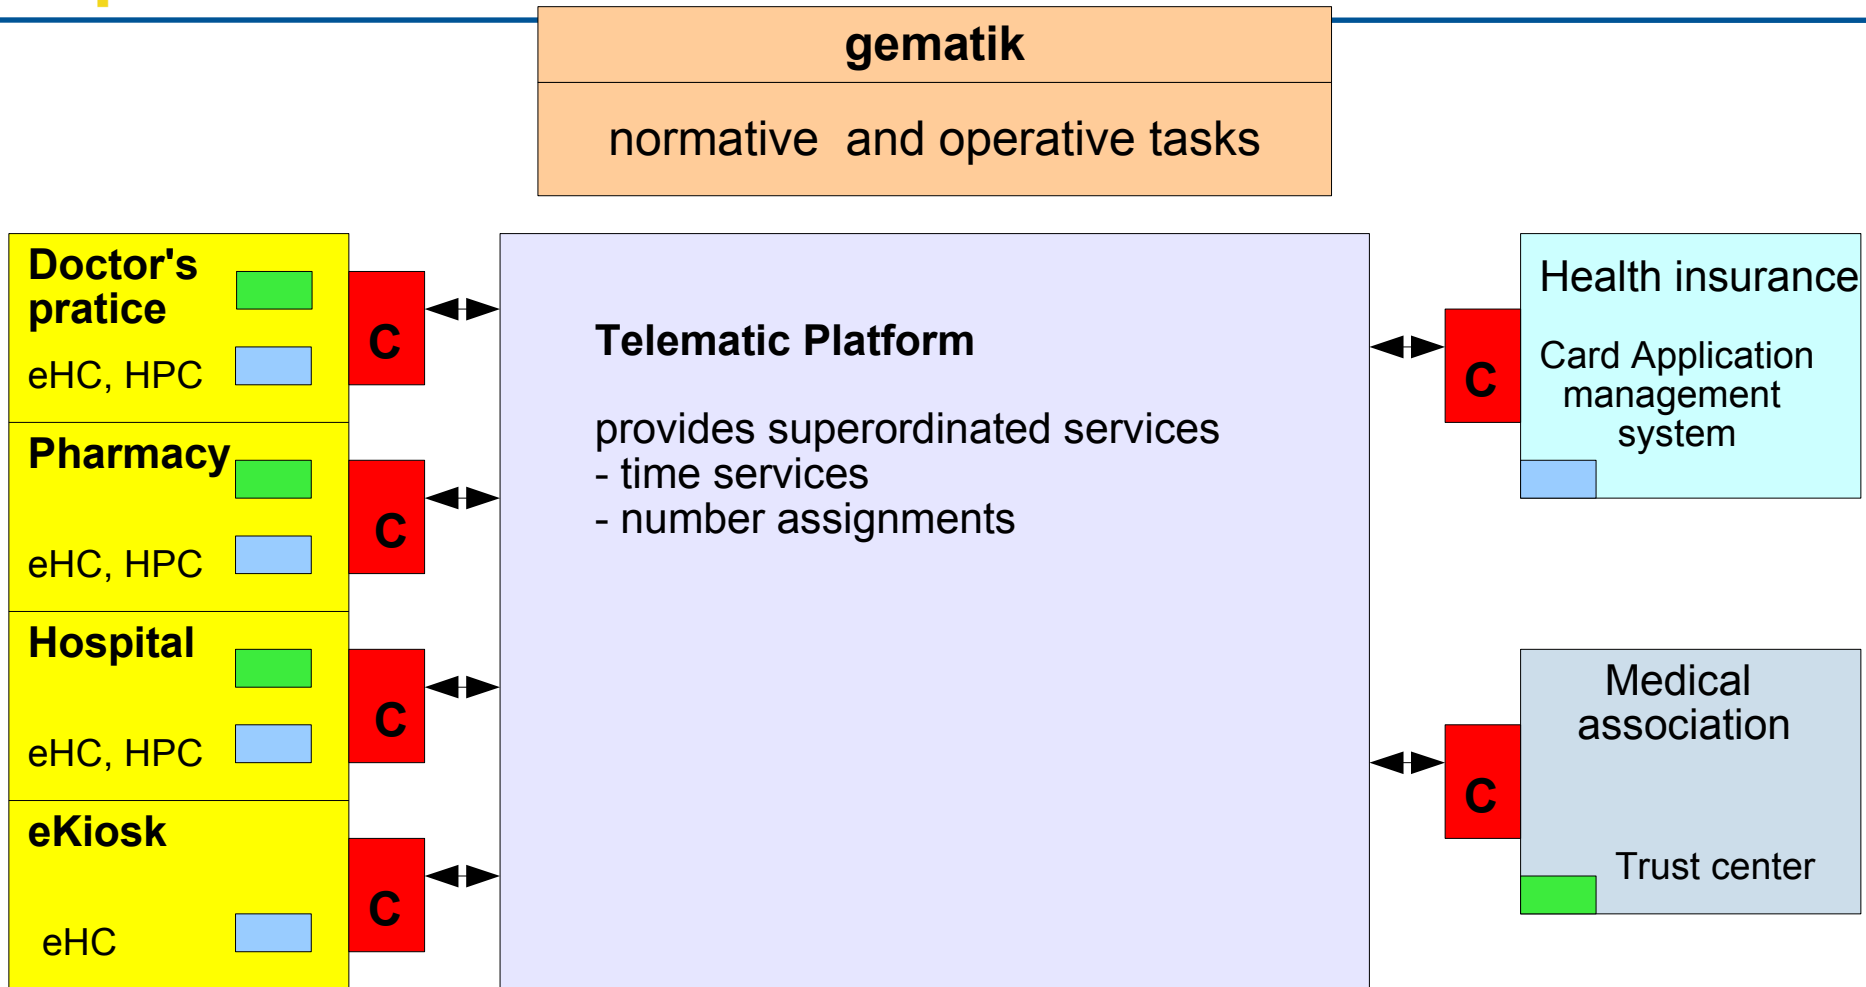 gematik
normative and operative tasks
Doctor's
pratice
eHC, HPC
C
Pharmacy
eHC, HPC
C
Hospital
eHC, HPC
C
eKiosk
eHC
C
Telematic Platform
provides superordinated services
- time services
- number assignments
C
Health insurance
Card Application
management
system
C
Medical
association
Trust center